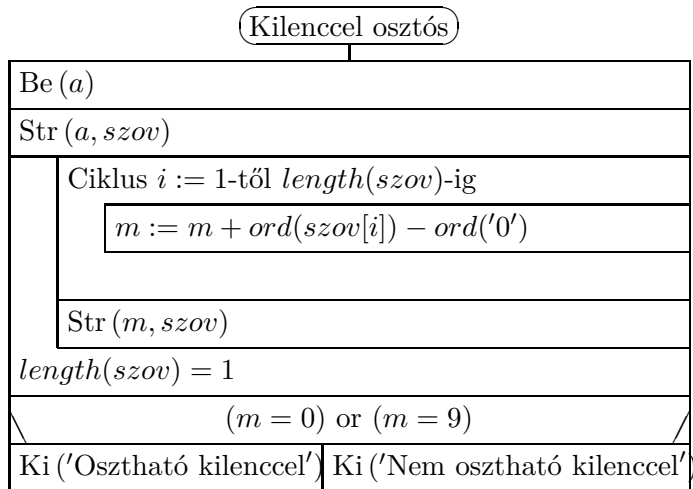 Kilenccel osztós
Be (a)
Str (a, szov)
Ciklus i := 1-től length(szov)-ig
m := m + ord(szov[i]) − ord('0')
Str (m, szov)
length(szov) = 1
(m = 0) or (m = 9)
Ki ('Osztható kilenccel') Ki ('Nem osztható kilenccel')